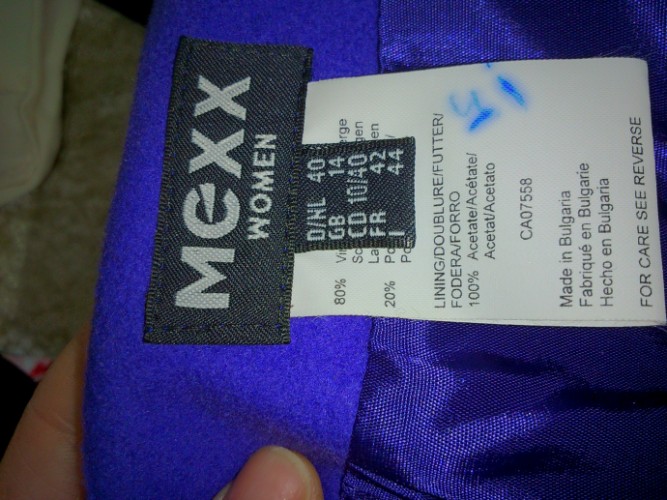 MEXX
WOMEN
D/NL 40
GB 14
CD 10/40
FR 42
I 44
80%
20%
LINING/DOUBLURE/FUTTER/
FODERA/FORRO
100% Acetate/Acétate/
Acetat/Acetato
CA07558
Made in Bulgaria
Fabriqué en Bulgarie
Hecho en Bulgaria
FOR CARE SEE REVERSE